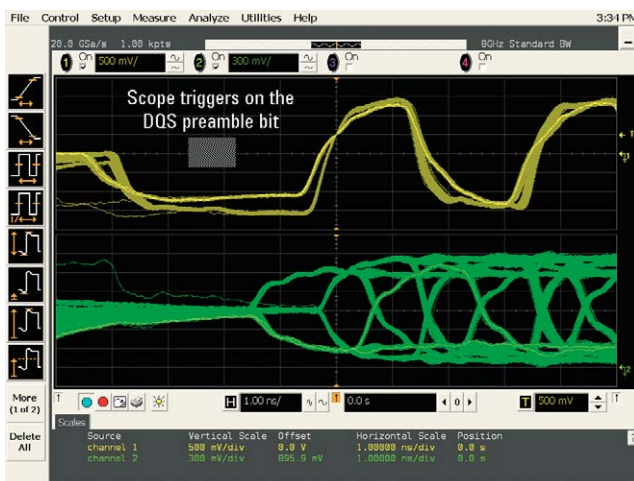 File Control Setup Measure Analyze Utilities Help 3:34 PM
20.0 GSa/s 1.00 kpts 8GHz Standard BW
1 On 500 mV/ 2 On 300 mV/ 3 On 4 On
Scope triggers on the
DQS preamble bit
T
1
2
More
(1 of 2)
H 1.00 ns/ 0.0 s 0 T 500 mV
Delete
All
Scales
Source Vertical Scale Offset Horizontal Scale Position
channel 1 500 mV/div 0.0 V 1.00000 ns/div 0.0 s
channel 2 300 mV/div 895.9 mV 1.00000 ns/div 0.0 s